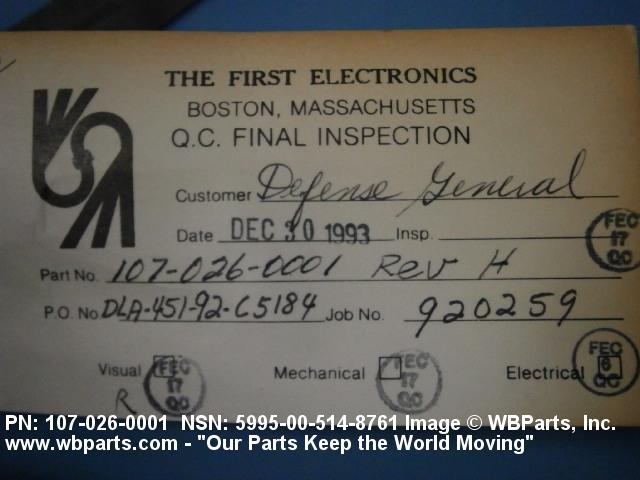 THE FIRST ELECTRONICS
BOSTON, MASSACHUSETTS
Q.C. FINAL INSPECTION
Customer Defense General
Date DEC 30 1993 Insp. FEC 17 QC
Part No. 107-026-0001 Rev H
P.O. No DLA-451-92-C5184 Job No. 920259
Visual FEC 17 QC Mechanical FEC 17 QC Electrical FEC 6 QC
R
PN: 107-026-0001 NSN: 5995-00-514-8761 Image © WBParts, Inc.
www.wbparts.com - "Our Parts Keep the World Moving"